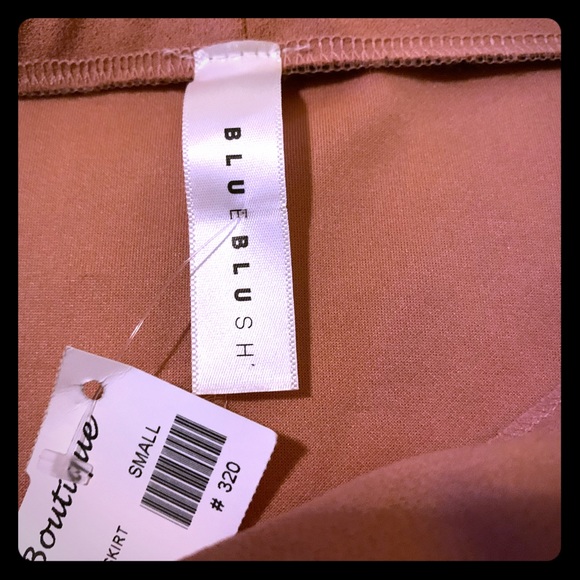 BLUEBLUSH'
Boutique
SMALL
# 320
SKIRT